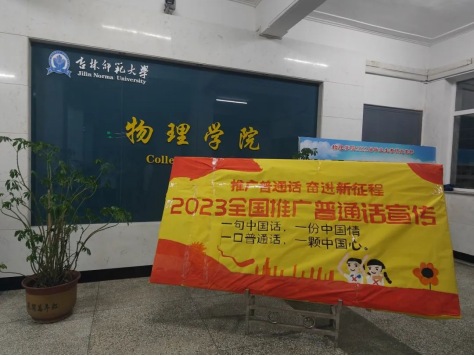 吉林师范大学
Jilin Normal University
物理学院
Colle
推广普通话 奋进新征程
2023全国推广普通话宣传
一句中国话，一份中国情
一口普通话，一颗中国心。